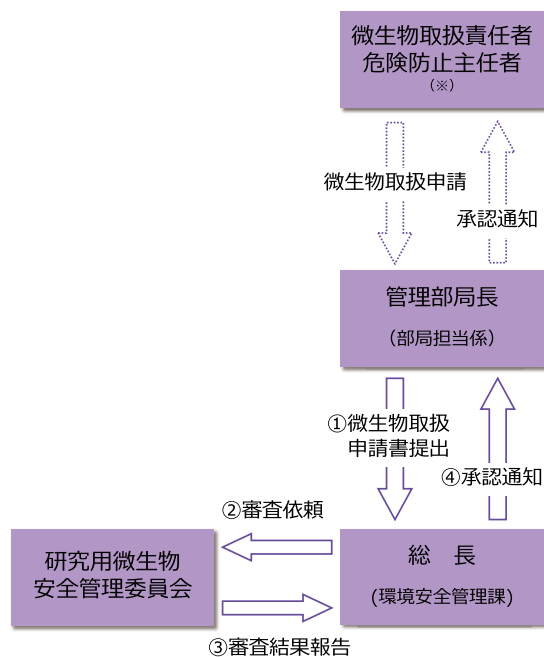 微生物取扱責任者
危険防止主任者
（※）
微生物取扱申請
承認通知
管理部局長
（部局担当係）
①微生物取扱
申請書提出
④承認通知
②審査依頼
研究用微生物
安全管理委員会
総　長
(環境安全管理課)
③審査結果報告